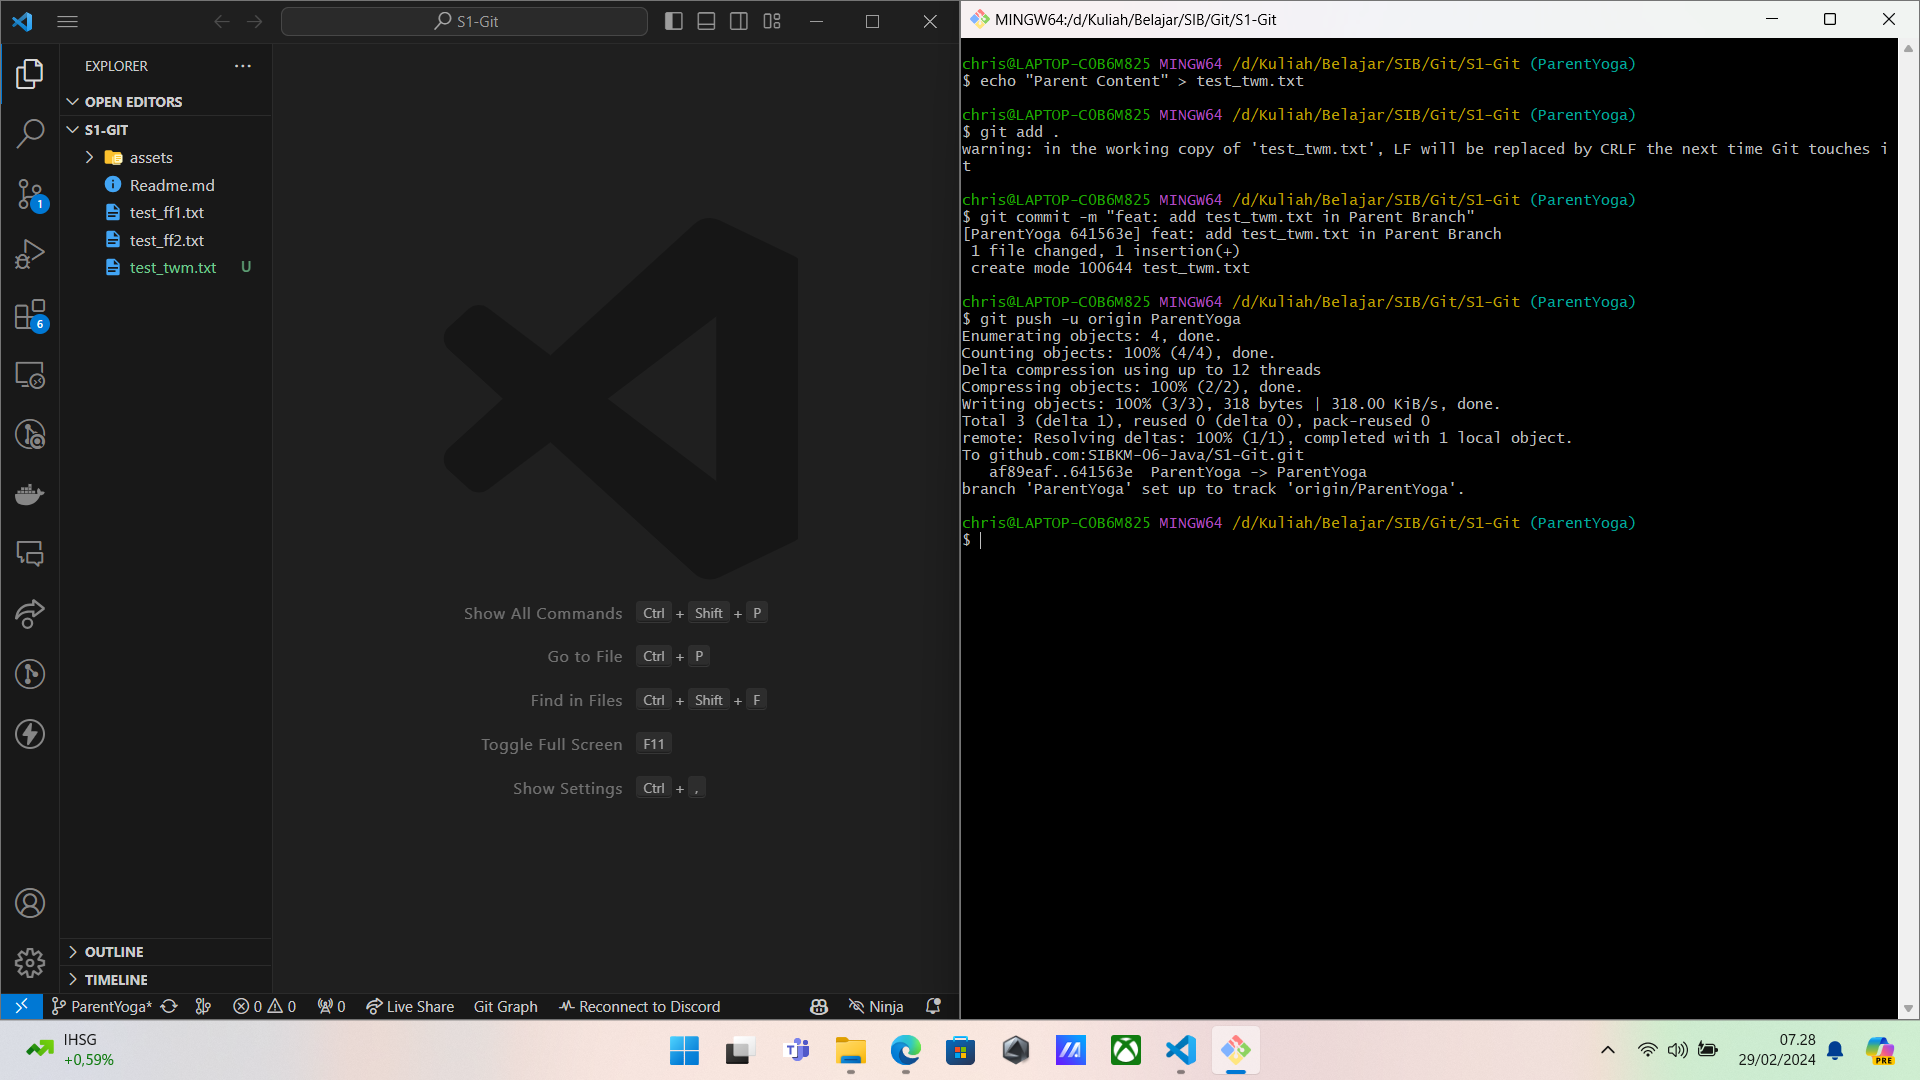 S1-Git
EXPLORER
OPEN EDITORS
S1-GIT
assets
Readme.md
test_ff1.txt
test_ff2.txt
test_twm.txt U
1
6
Show All Commands Ctrl + Shift + P
Go to File Ctrl + P
Find in Files Ctrl + Shift + F
Toggle Full Screen F11
Show Settings Ctrl + ,
OUTLINE
TIMELINE
ParentYoga* 0 0 0 Live Share Git Graph Reconnect to Discord Ninja
MINGW64:/d/Kuliah/Belajar/SIB/Git/S1-Git
chris@LAPTOP-COB6M825 MINGW64 /d/Kuliah/Belajar/SIB/Git/S1-Git (ParentYoga)
$ echo "Parent Content" > test_twm.txt
chris@LAPTOP-COB6M825 MINGW64 /d/Kuliah/Belajar/SIB/Git/S1-Git (ParentYoga)
$ git add .
warning: in the working copy of 'test_twm.txt', LF will be replaced by CRLF the next time Git touches i
t
chris@LAPTOP-COB6M825 MINGW64 /d/Kuliah/Belajar/SIB/Git/S1-Git (ParentYoga)
$ git commit -m "feat: add test_twm.txt in Parent Branch"
[ParentYoga 641563e] feat: add test_twm.txt in Parent Branch
1 file changed, 1 insertion(+)
create mode 100644 test_twm.txt
chris@LAPTOP-COB6M825 MINGW64 /d/Kuliah/Belajar/SIB/Git/S1-Git (ParentYoga)
$ git push -u origin ParentYoga
Enumerating objects: 4, done.
Counting objects: 100% (4/4), done.
Delta compression using up to 12 threads
Compressing objects: 100% (2/2), done.
Writing objects: 100% (3/3), 318 bytes | 318.00 KiB/s, done.
Total 3 (delta 1), reused 0 (delta 0), pack-reused 0
remote: Resolving deltas: 100% (1/1), completed with 1 local object.
To github.com:SIBKM-06-Java/S1-Git.git
af89eaf..641563e ParentYoga -> ParentYoga
branch 'ParentYoga' set up to track 'origin/ParentYoga'.
chris@LAPTOP-COB6M825 MINGW64 /d/Kuliah/Belajar/SIB/Git/S1-Git (ParentYoga)
$
IHSG
+0,59%
07.28
29/02/2024
PRE